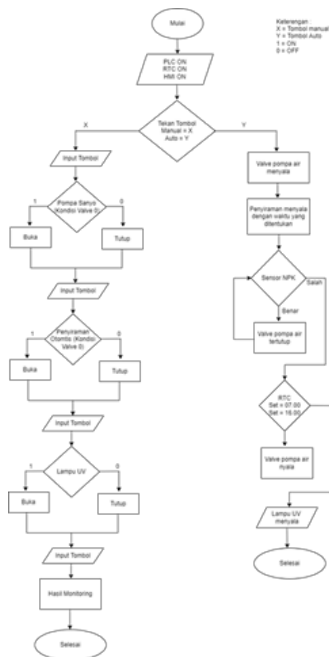 Mulai
Keterengan :
X = Tombol manual
Y = Tombol Auto
1 = ON
0 = OFF
PLC ON
RTC ON
HMI ON
Tekan Tombol
Manual = X
Auto = Y
X
Y
Input Tombol
Pompa Sanyo
(Kondisi Valve 0)
1
0
Buka
Tutup
Input Tombol
Penyiraman
Otomtis (Kondisi
Valve 0)
1
0
Buka
Tutup
Input Tombol
Lampu UV
1
0
Buka
Tutup
Input Tombol
Hasil Monitoring
Selesai
Valve pompa air
menyala
Penyiraman menyala
dengan waktu yang
ditentukan
Sensor NPK
Salah
Benar
Valve pompa air
tertutup
RTC
Set = 07.00
Set = 16.00
Valve pompa air
nyala
Lampu UV
menyala
Selesai